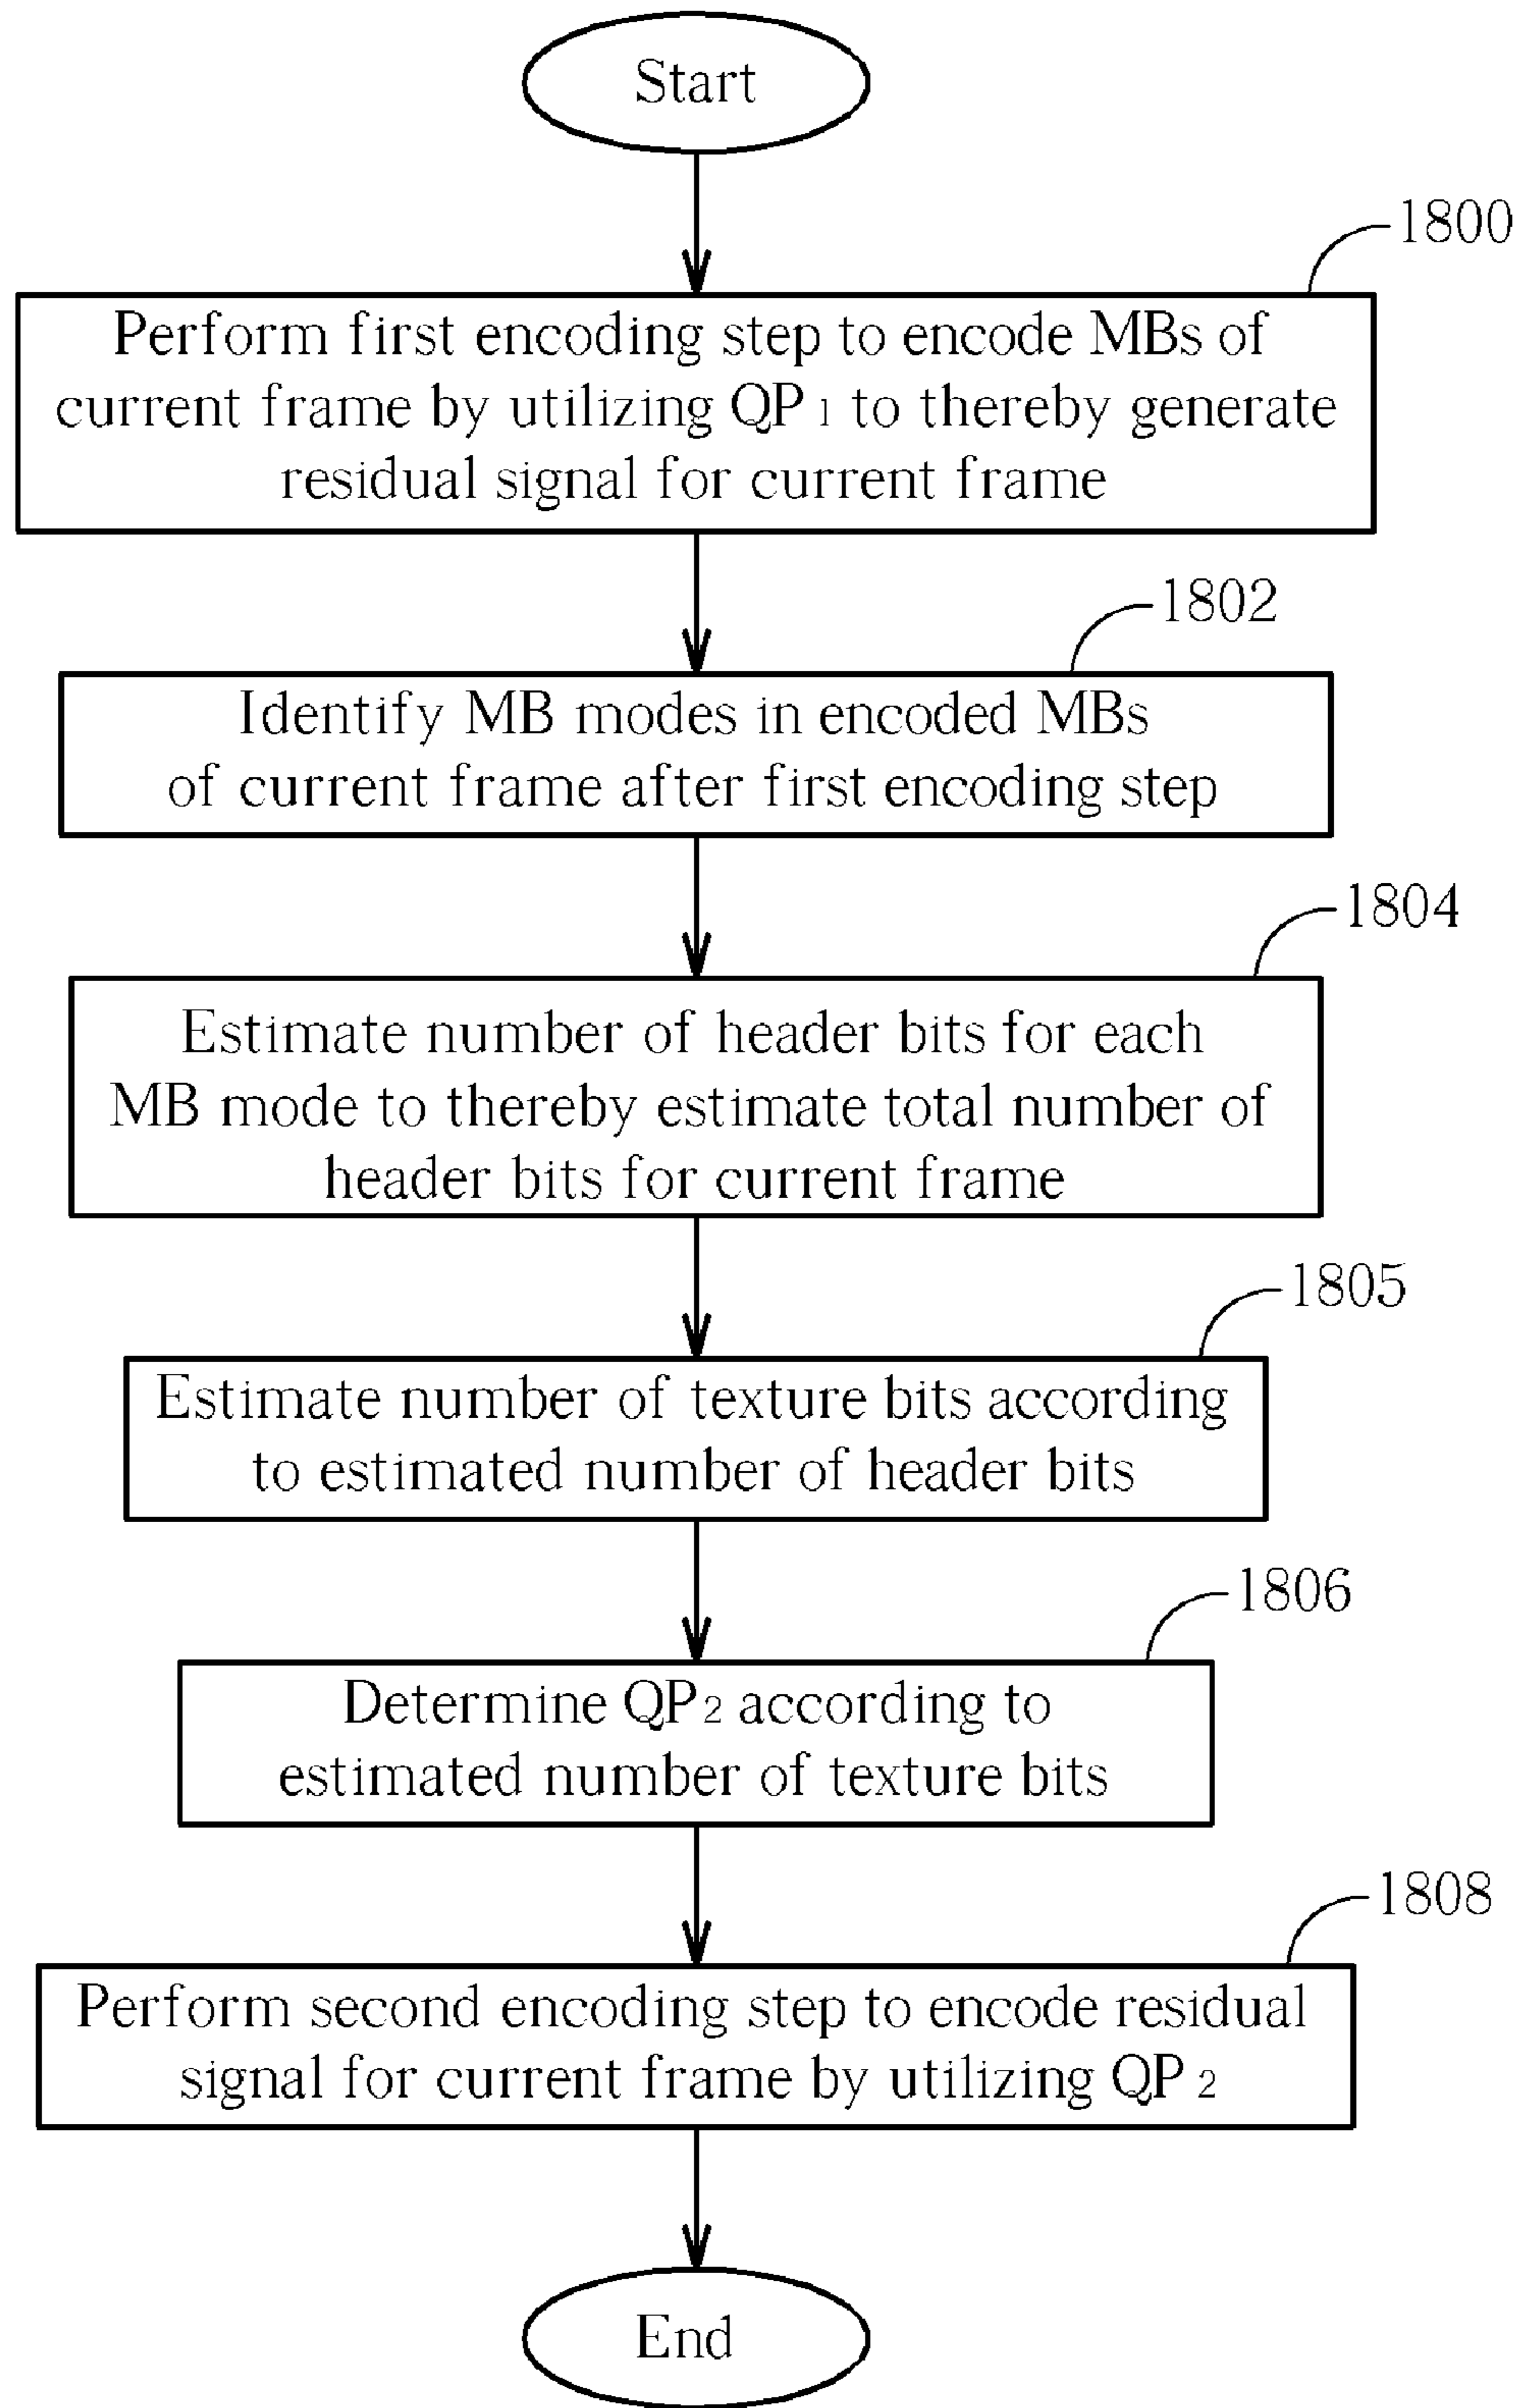 Start
1800
Perform first encoding step to encode MBs of
current frame by utilizing QP1 to thereby generate
residual signal for current frame
1802
Identify MB modes in encoded MBs
of current frame after first encoding step
1804
Estimate number of header bits for each
MB mode to thereby estimate total number of
header bits for current frame
1805
Estimate number of texture bits according
to estimated number of header bits
1806
Determine QP2 according to
estimated number of texture bits
1808
Perform second encoding step to encode residual
signal for current frame by utilizing QP2
End